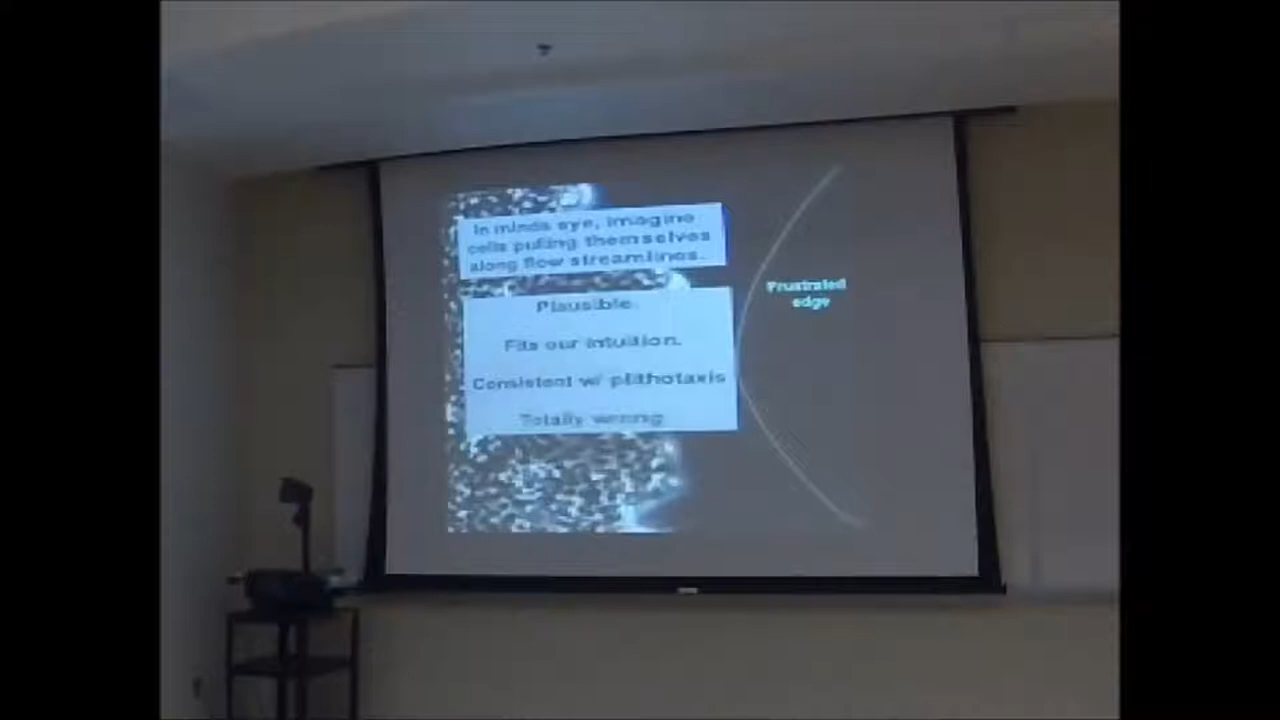 In minds eye, imagine
cells pulling themselves
along flow streamlines.
Plausible.
Fits our intuition.
Consistent w/ plithotaxis
Totally wrong
Frustrated
edge